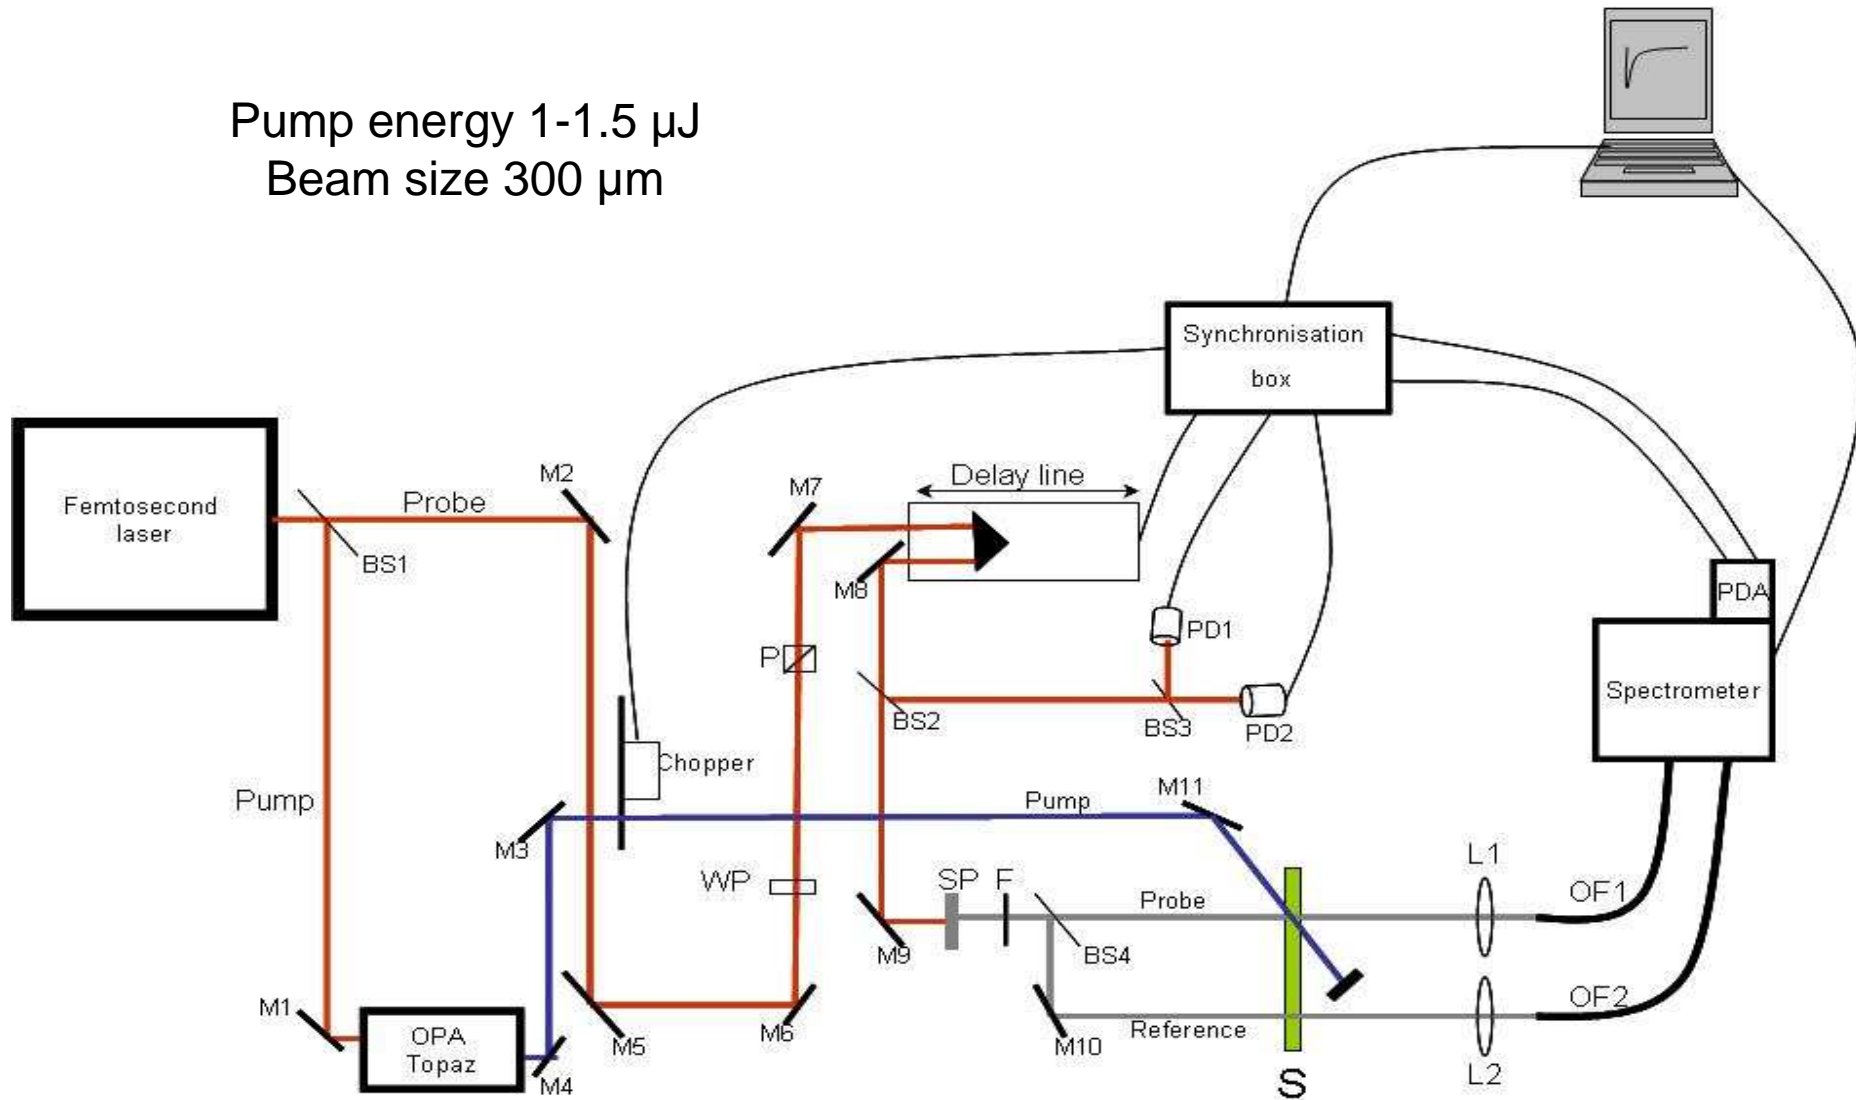 Pump energy 1-1.5 µJ
Beam size 300 µm
Synchronisation
box
Femtosecond
laser
Probe
BS1
M2
M7
Delay line
M8
P
PD1
PDA
BS2
BS3
PD2
Spectrometer
Chopper
Pump
M3
Pump
M11
WP
SP
F
Probe
L1
OF1
M9
BS4
M1
OPA
Topaz
M4
M5
M6
M10
Reference
S
L2
OF2